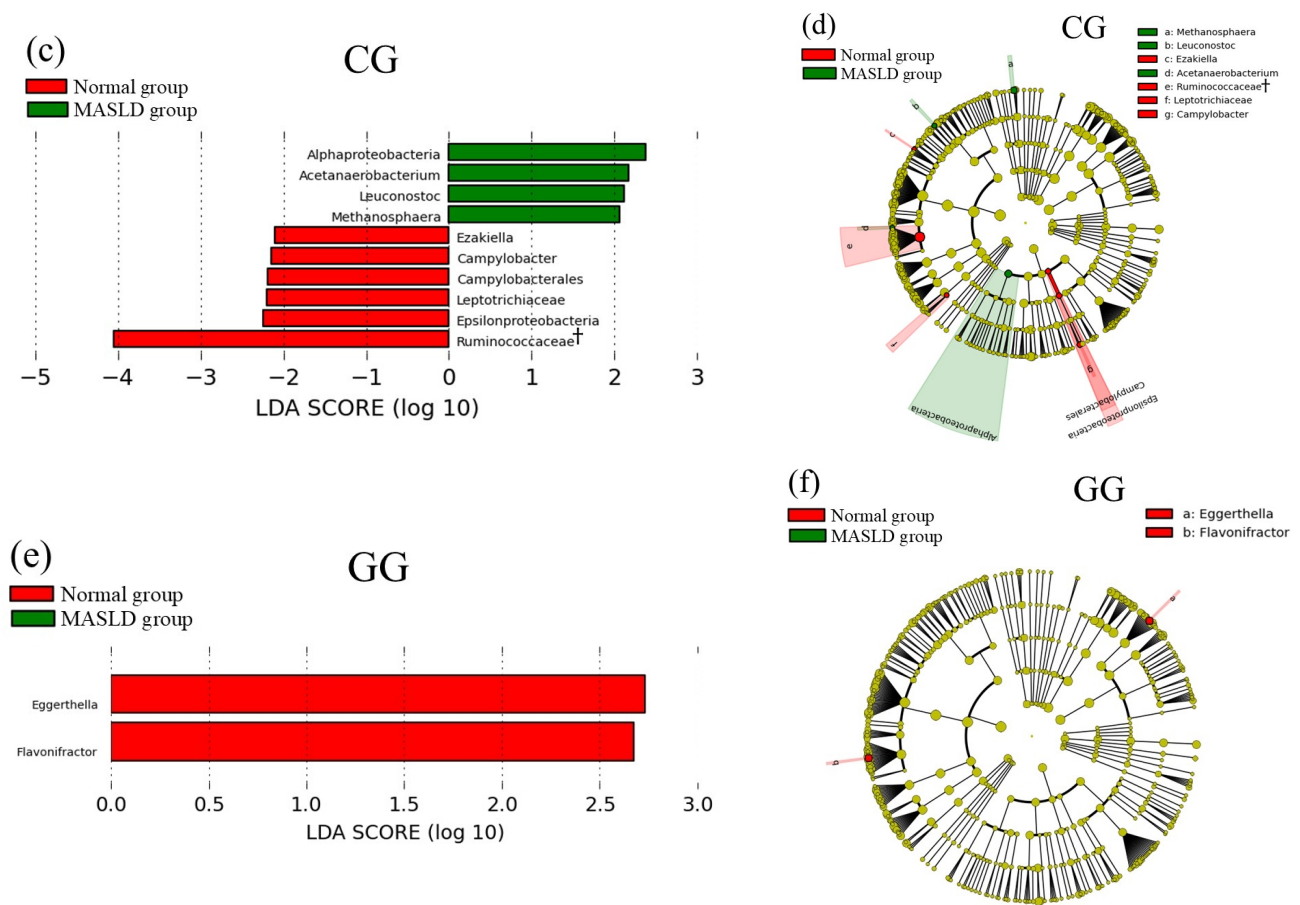 (c)
CG
Normal group
MASLD group
Alphaproteobacteria
Acetanaerobacterium
Leuconostoc
Methanosphaera
Ezakiella
Campylobacter
Campylobacterales
Leptotrichiaceae
Epsilonproteobacteria
Ruminococcaceae†
−5 −4 −3 −2 −1 0 1 2 3
LDA SCORE (log 10)
(d)
CG
Normal group
MASLD group
a: Methanosphaera
b: Leuconostoc
c: Ezakiella
d: Acetanaerobacterium
e: Ruminococcaceae†
f: Leptotrichiaceae
g: Campylobacter
a
b
c
d
e
f
g
Alphaproteobacteria
Campylobacterales
Epsilonproteobacteria
(e)
GG
Normal group
MASLD group
Eggerthella
Flavonifractor
0.0 0.5 1.0 1.5 2.0 2.5 3.0
LDA SCORE (log 10)
(f)
GG
Normal group
MASLD group
a: Eggerthella
b: Flavonifractor
a
b